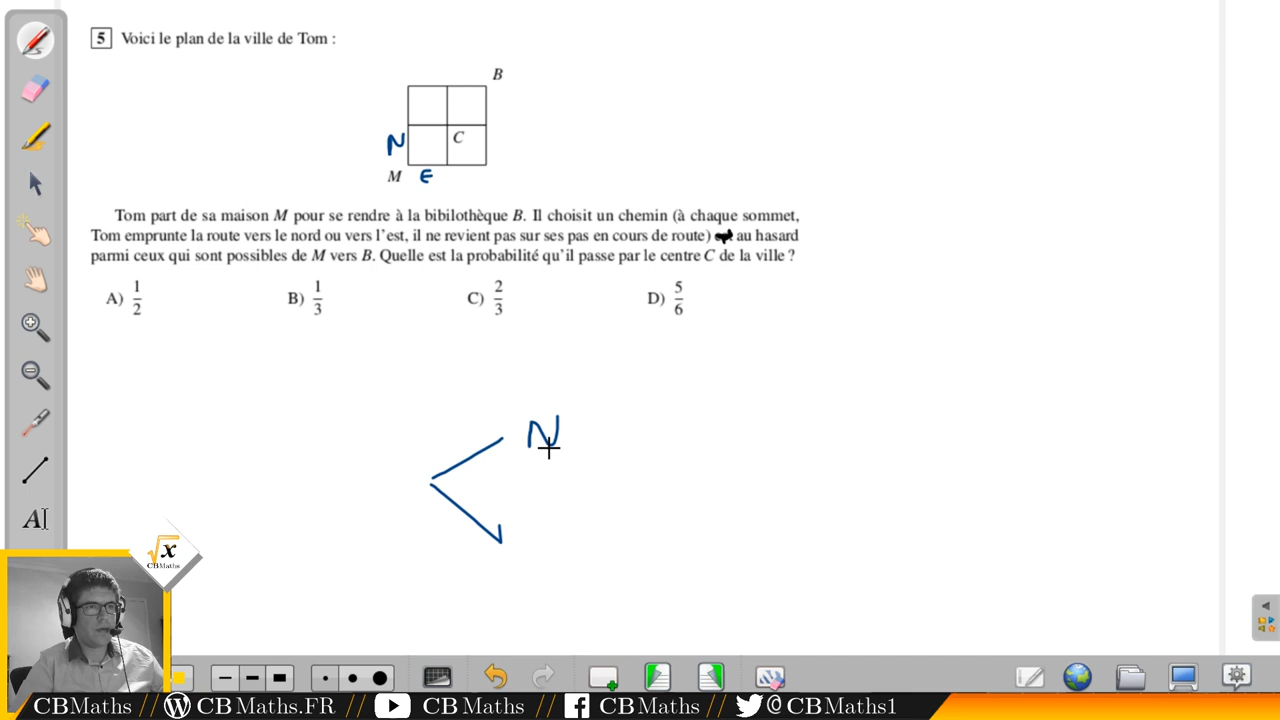 5 Voici le plan de la ville de Tom :
B
N
C
M E
Tom part de sa maison M pour se rendre à la bibilothèque B. Il choisit un chemin (à chaque sommet,
Tom emprunte la route vers le nord ou vers l'est, il ne revient pas sur ses pas en cours de route) au hasard
parmi ceux qui sont possibles de M vers B. Quelle est la probabilité qu'il passe par le centre C de la ville ?
A) 1/2 B) 1/3 C) 2/3 D) 5/6
N
AI
√x
CBMaths
CBMaths // CBMaths.FR // CBMaths // CBMaths // @CBMaths1